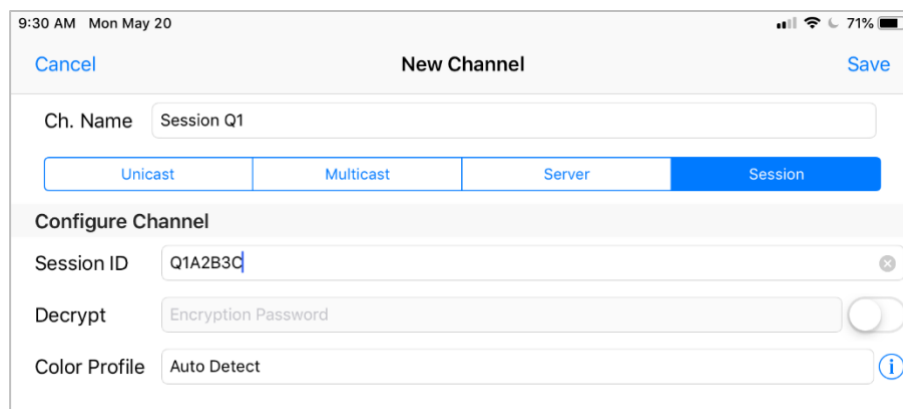 9:30 AM Mon May 20 71%
Cancel New Channel Save
Ch. Name Session Q1
Unicast Multicast Server Session
Configure Channel
Session ID Q1A2B3C
Decrypt Encryption Password
Color Profile Auto Detect i